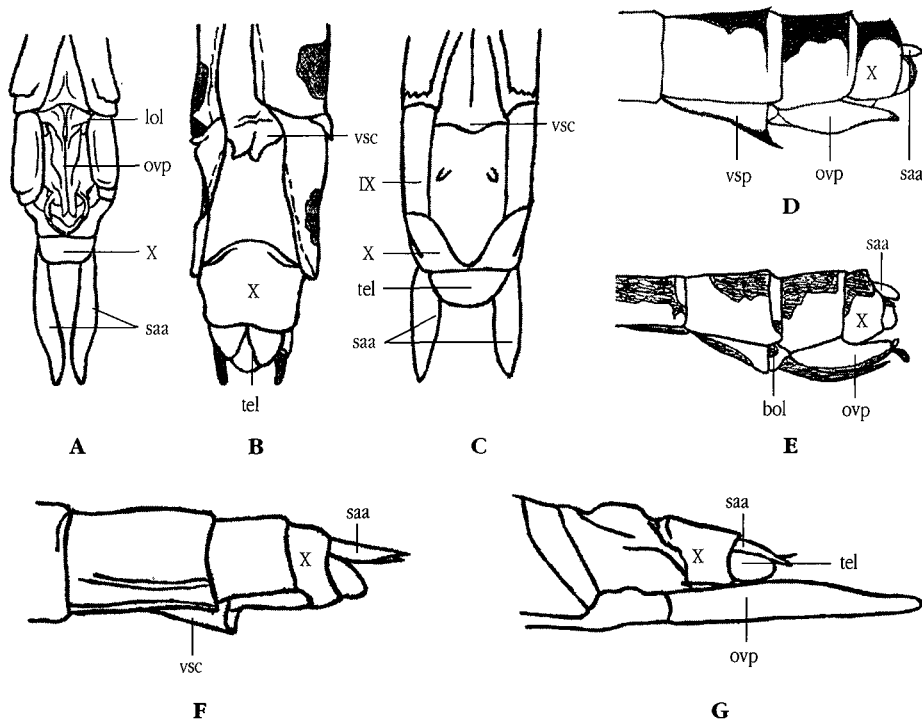 lol
ovp
X
saa
A
vsc
X
tel
B
vsc
IX
X
tel
saa
C
X
vsp
ovp
saa
D
saa
X
bol
ovp
E
saa
X
vsc
F
saa
X
tel
ovp
G